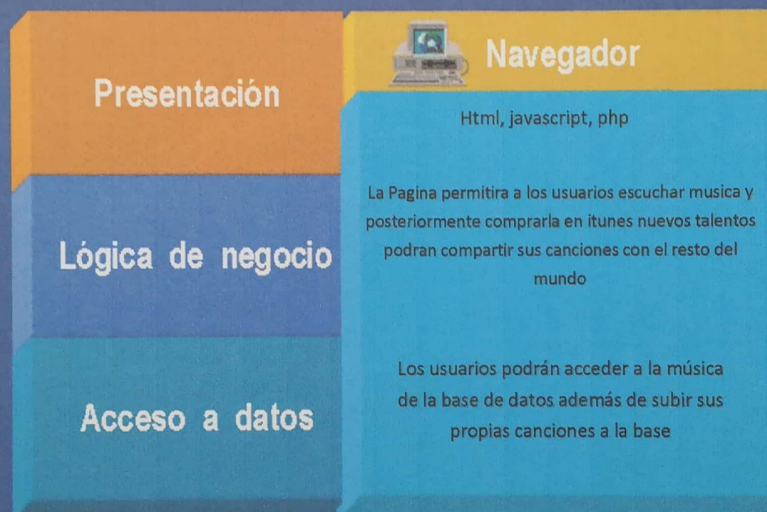 Presentación
Navegador
Html, javascript, php
Lógica de negocio
La Pagina permitira a los usuarios escuchar musica y
posteriormente comprarla en itunes nuevos talentos
podran compartir sus canciones con el resto del
mundo
Acceso a datos
Los usuarios podrán acceder a la música
de la base de datos además de subir sus
propias canciones a la base